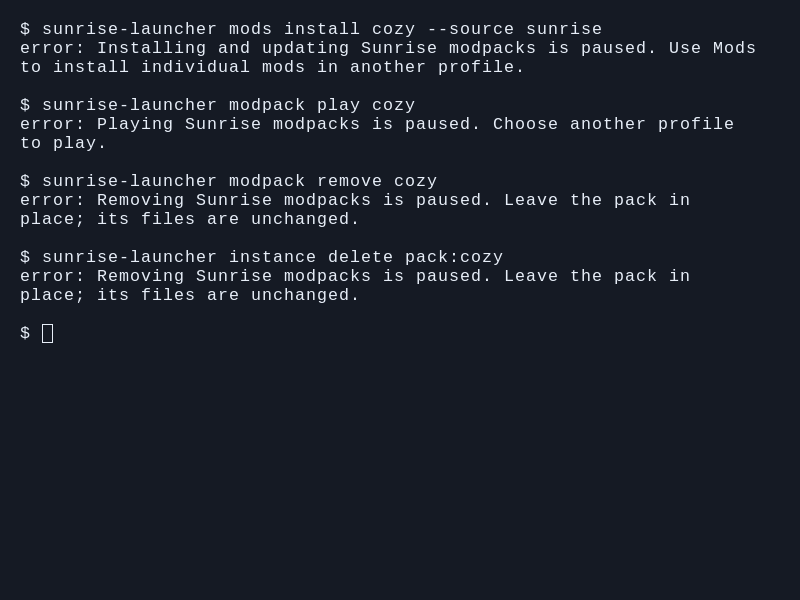 $ sunrise-launcher mods install cozy --source sunrise
error: Installing and updating Sunrise modpacks is paused. Use Mods
to install individual mods in another profile.
$ sunrise-launcher modpack play cozy
error: Playing Sunrise modpacks is paused. Choose another profile
to play.
$ sunrise-launcher modpack remove cozy
error: Removing Sunrise modpacks is paused. Leave the pack in
place; its files are unchanged.
$ sunrise-launcher instance delete pack:cozy
error: Removing Sunrise modpacks is paused. Leave the pack in
place; its files are unchanged.
$